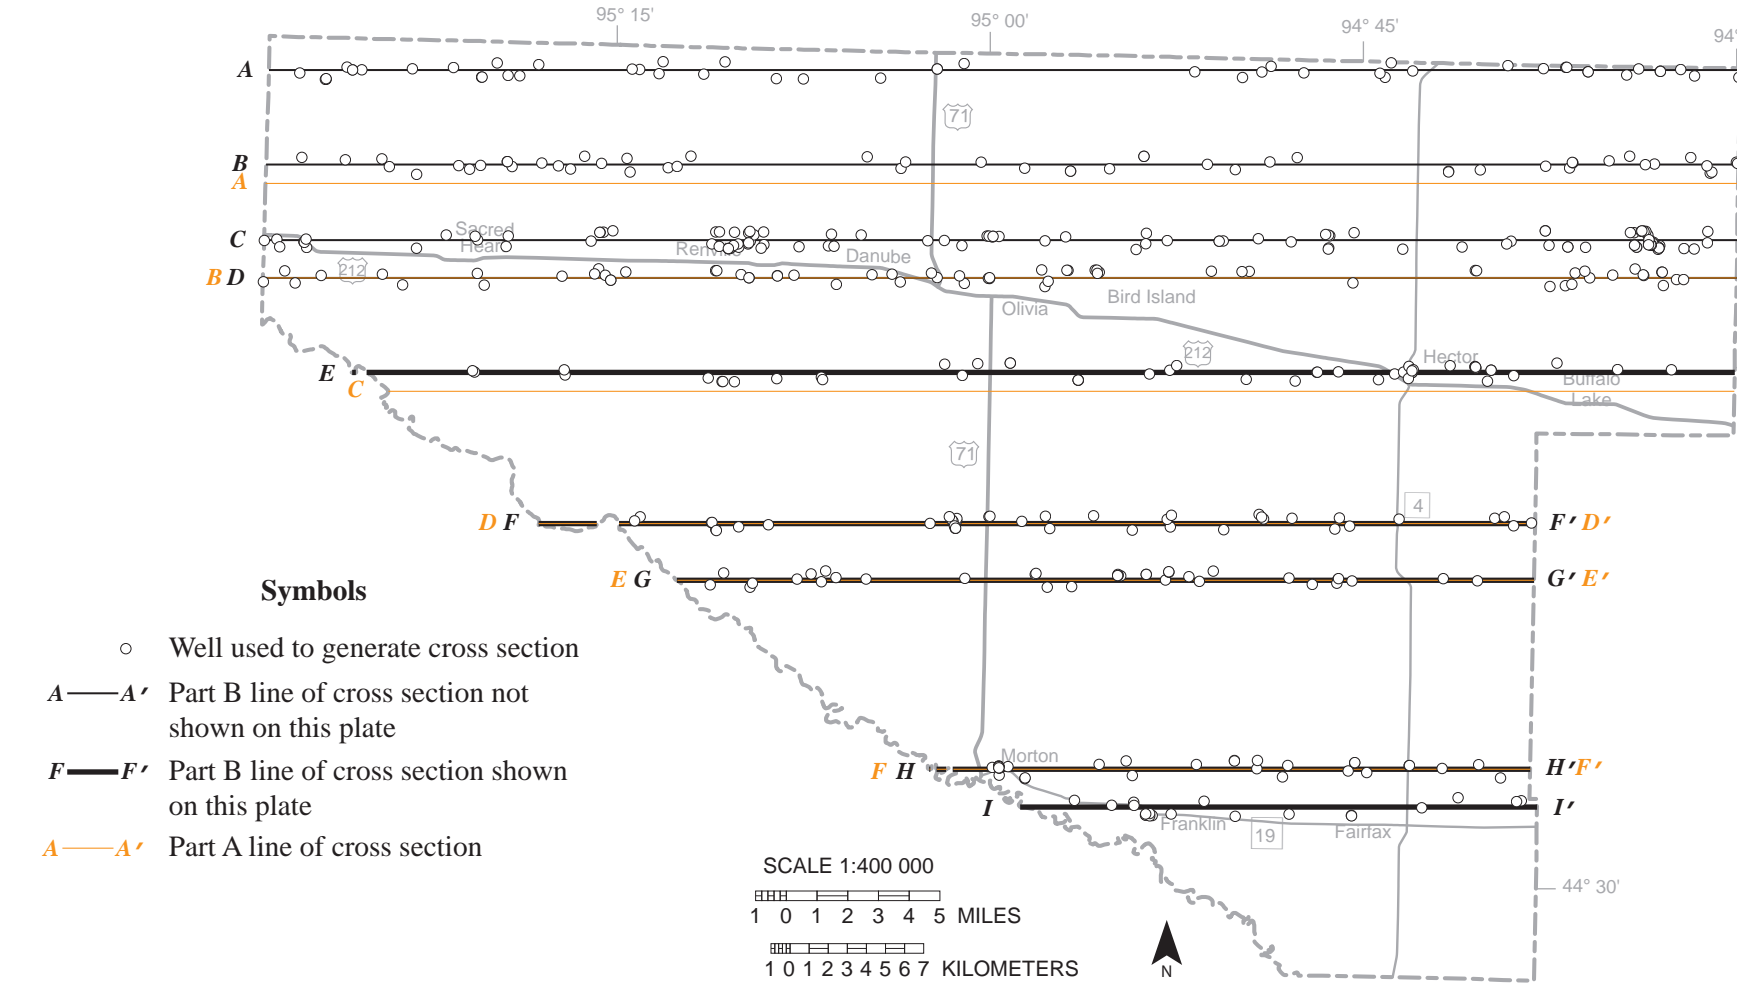 95° 15'
95° 00'
94° 45'
94°
A
71
B
A
C
Sacred
Heart
Renville
Danube
212
B D
Bird Island
Olivia
212
E
Hector
C
Buffalo
Lake
71
4
D F
F′ D′
E G
G′ E′
Symbols
Well used to generate cross section
A A′ Part B line of cross section not
shown on this plate
F F′ Part B line of cross section shown
on this plate
A A′ Part A line of cross section
Morton
F H
H′ F′
I
I′
Franklin
19
Fairfax
SCALE 1:400 000
1 0 1 2 3 4 5 MILES
1 0 1 2 3 4 5 6 7 KILOMETERS
N
44° 30'